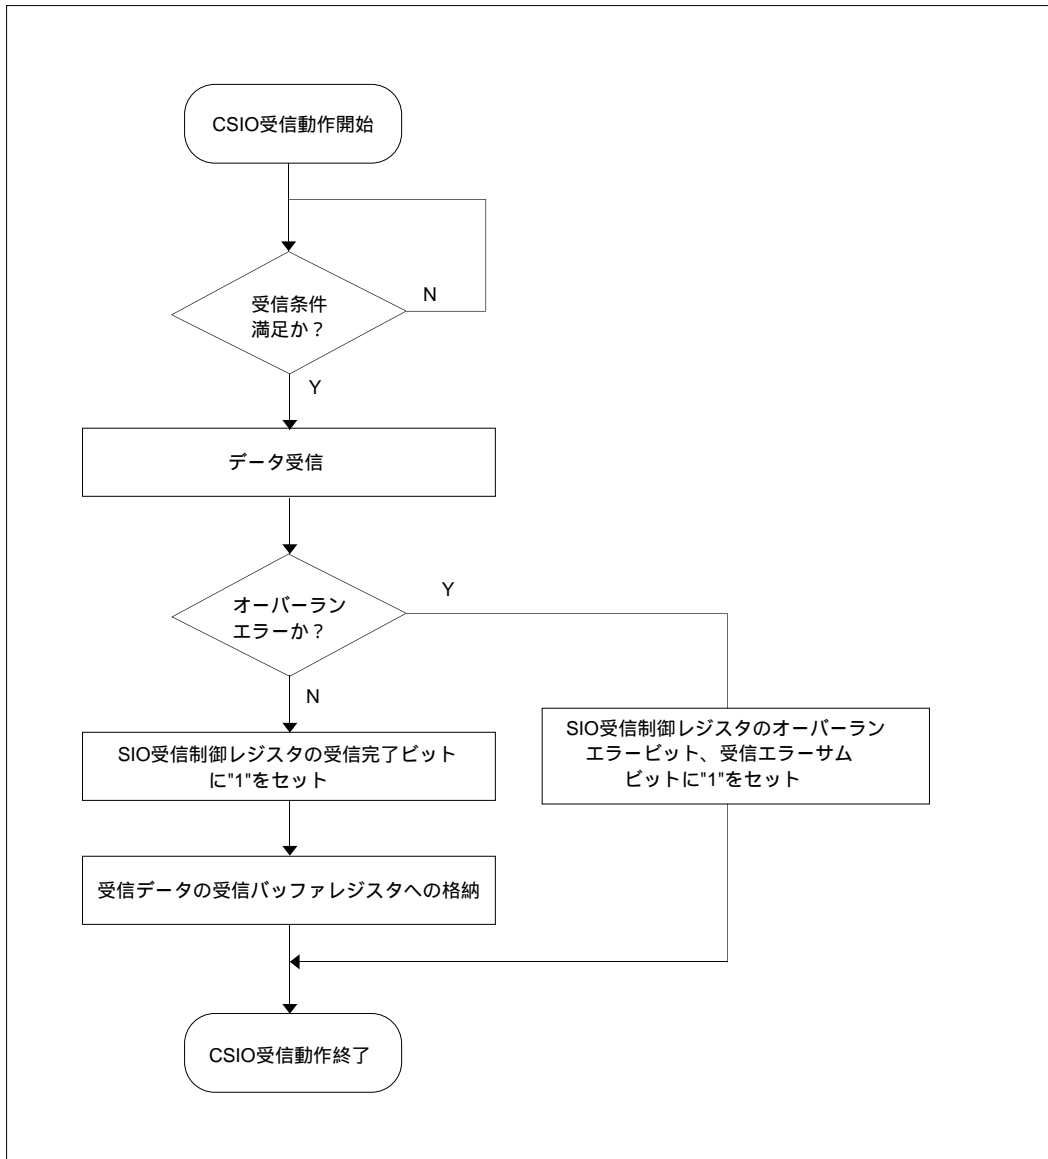 CSIO受信動作開始
受信条件
満足か？
N
Y
データ受信
オーバーラン
エラーか？
Y
N
SIO受信制御レジスタの受信完了ビット
に"1"をセット
SIO受信制御レジスタのオーバーラン
エラービット、受信エラーサム
ビットに"1"をセット
受信データの受信バッファレジスタへの格納
CSIO受信動作終了